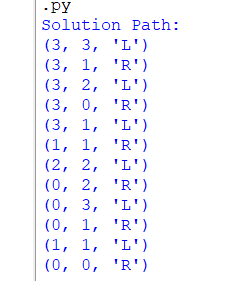 .py
Solution Path:
(3, 3, 'L')
(3, 1, 'R')
(3, 2, 'L')
(3, 0, 'R')
(3, 1, 'L')
(1, 1, 'R')
(2, 2, 'L')
(0, 2, 'R')
(0, 3, 'L')
(0, 1, 'R')
(1, 1, 'L')
(0, 0, 'R')